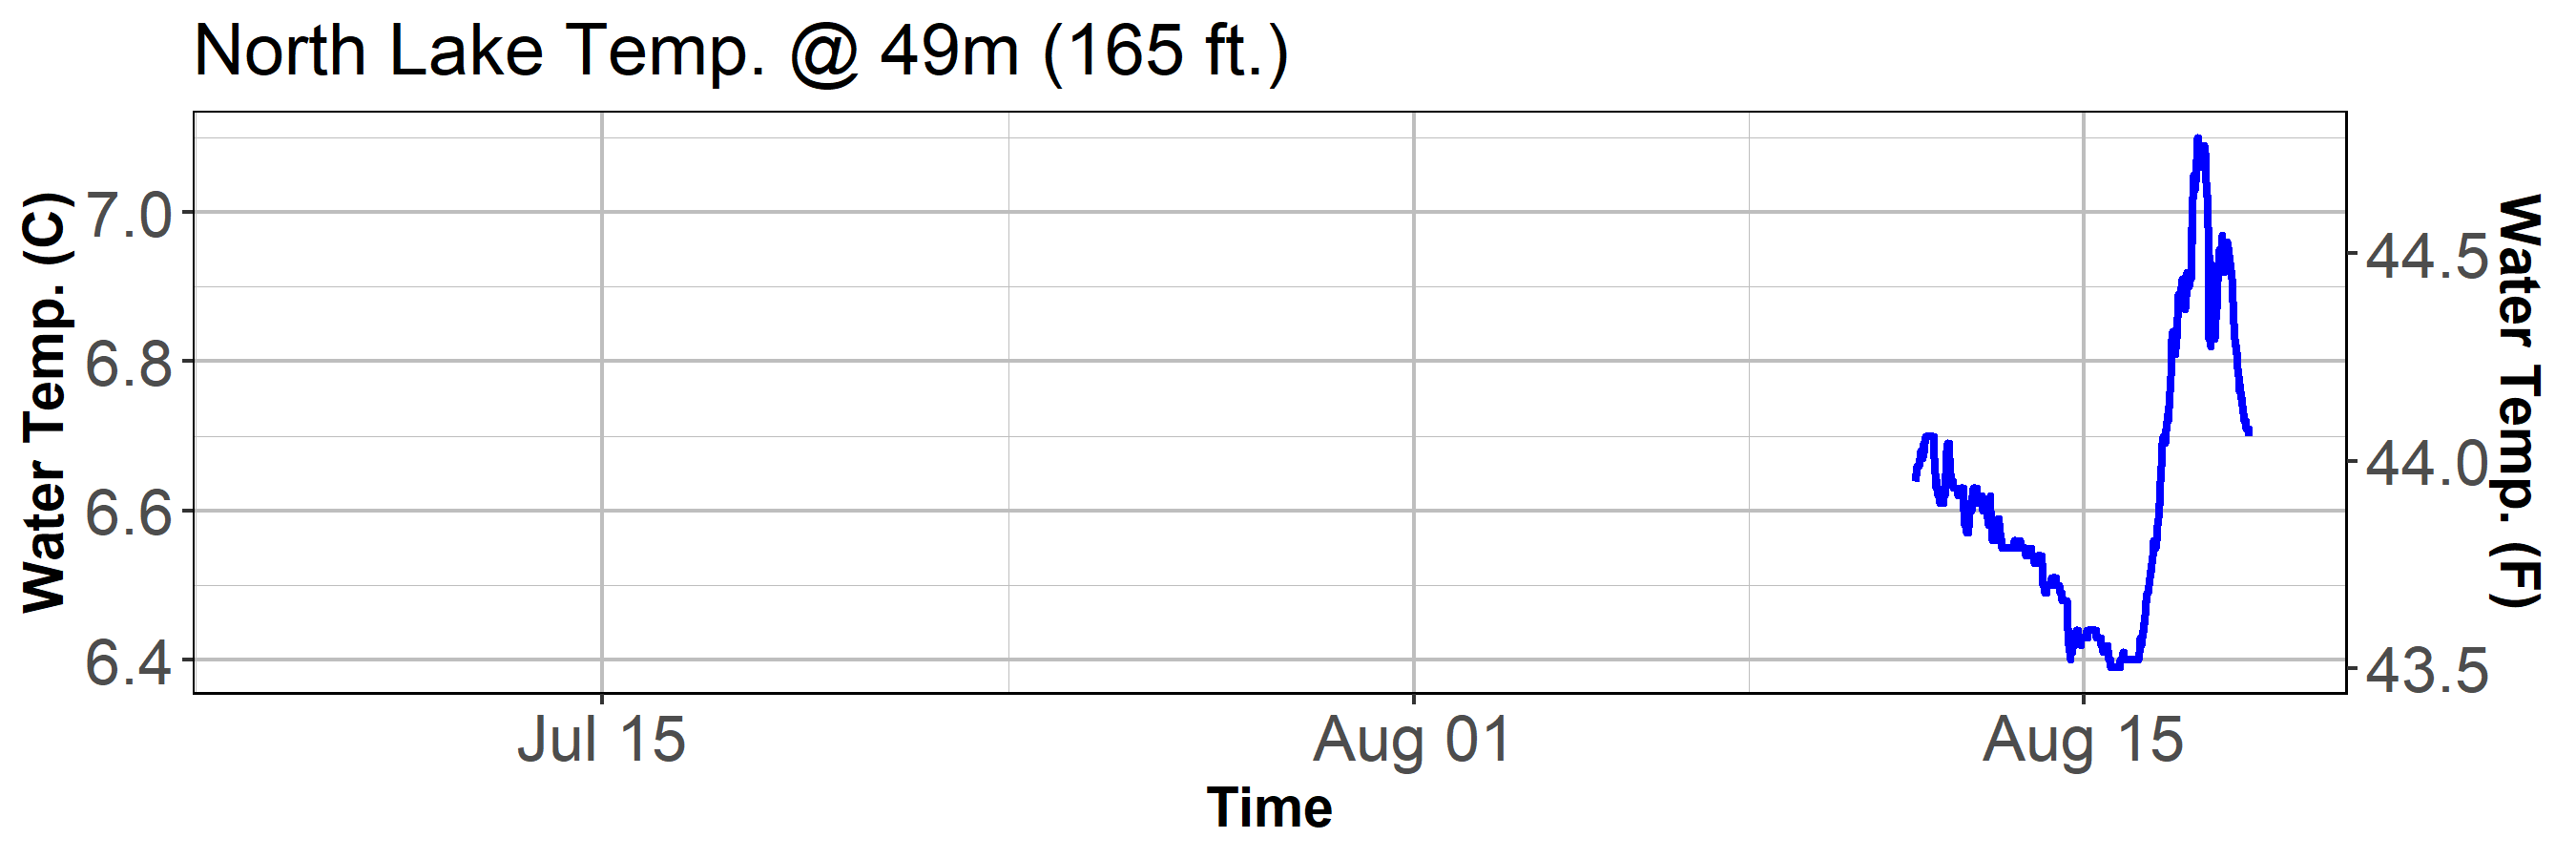 North Lake Temp. @ 49m (165 ft.)
Water Temp. (C)
7.0
6.8
6.6
6.4
44.5
44.0
43.5
Water Temp. (F)
Jul 15
Aug 01
Aug 15
Time